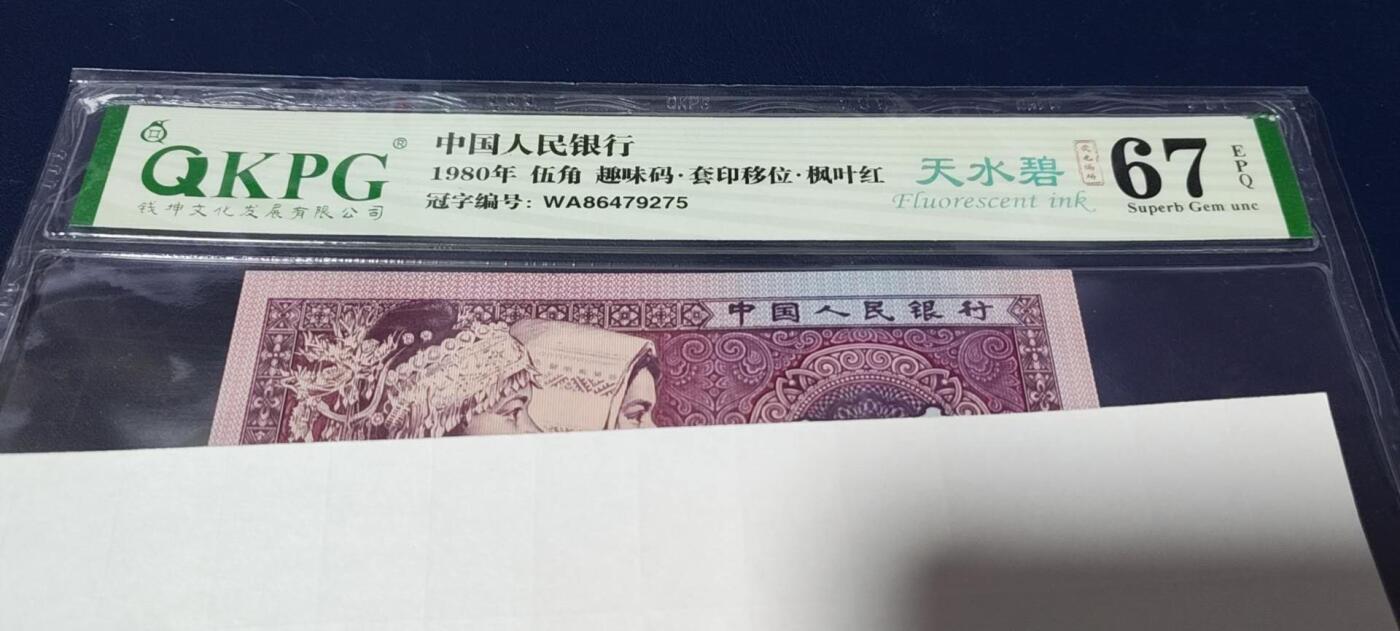 QKPG®
钱坤文化发展有限公司
中国人民银行
1980年 伍角 趣味码·套印移位·枫叶红
冠字编号: WA86479275
天水碧
Fluorescent ink
67
EPQ
Superb Gem unc
中国人民银行